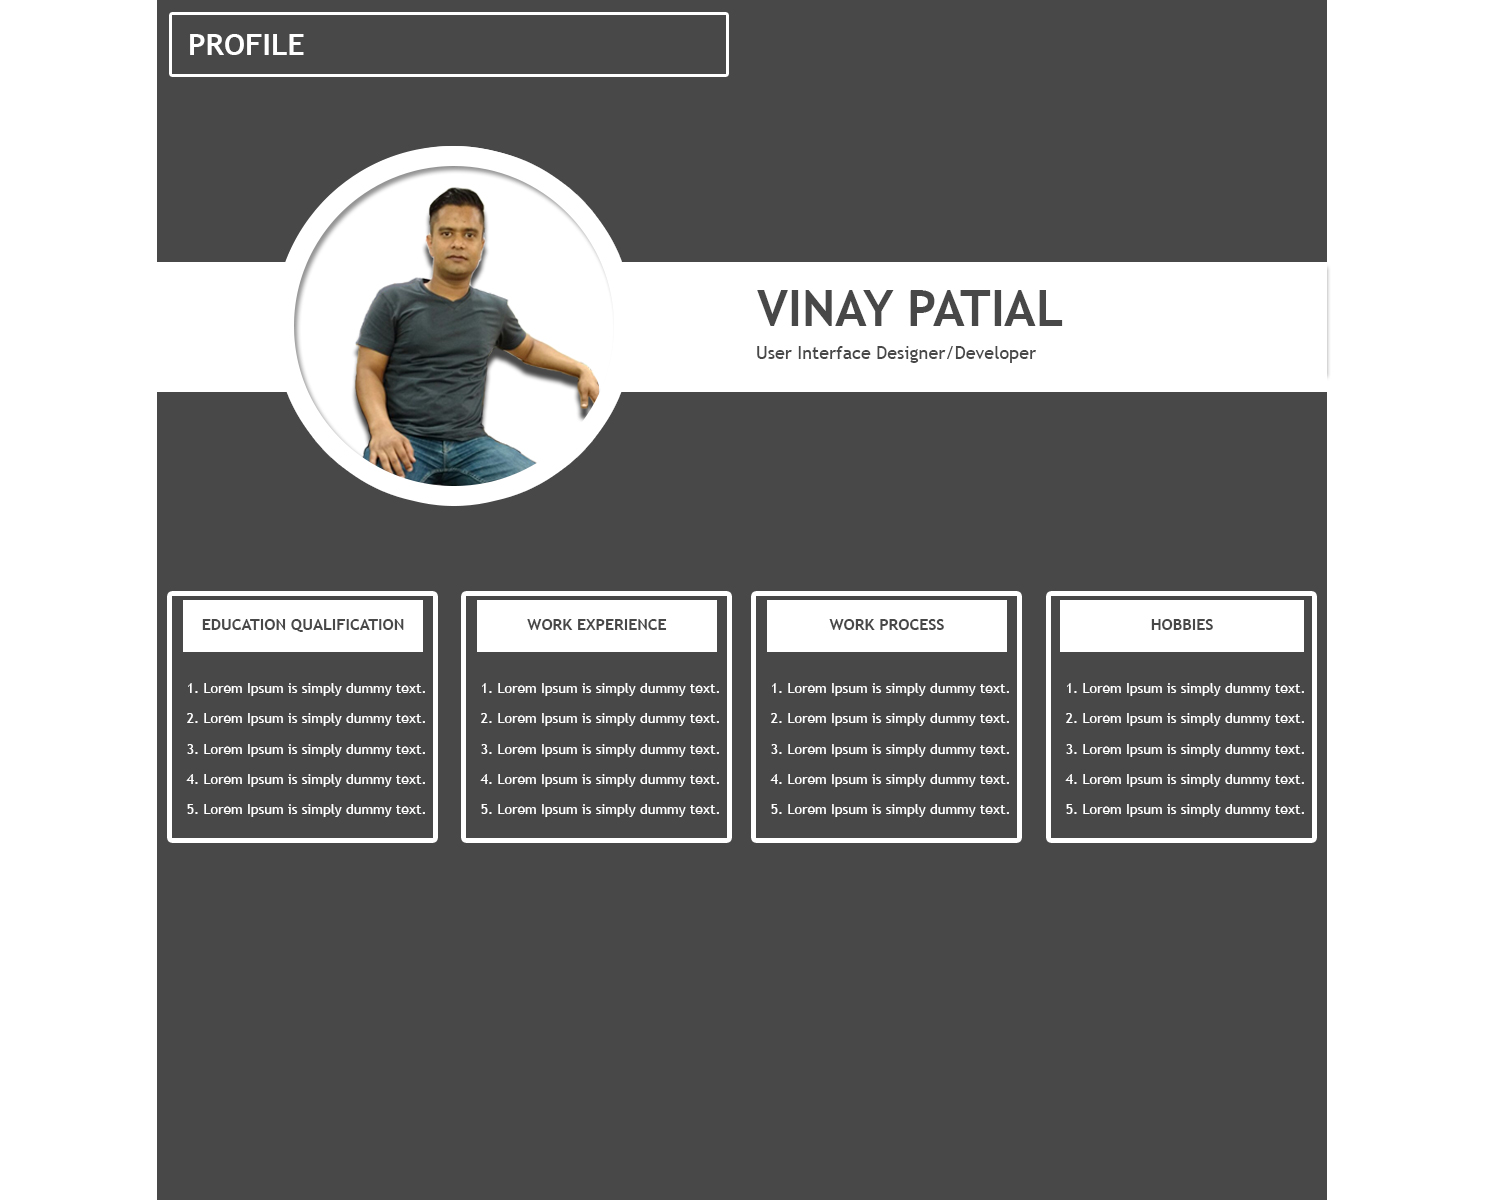 PROFILE
VINAY PATIAL
User Interface Designer/Developer
EDUCATION QUALIFICATION
1. Lorem Ipsum is simply dummy text.
2. Lorem Ipsum is simply dummy text.
3. Lorem Ipsum is simply dummy text.
4. Lorem Ipsum is simply dummy text.
5. Lorem Ipsum is simply dummy text.
WORK EXPERIENCE
1. Lorem Ipsum is simply dummy text.
2. Lorem Ipsum is simply dummy text.
3. Lorem Ipsum is simply dummy text.
4. Lorem Ipsum is simply dummy text.
5. Lorem Ipsum is simply dummy text.
WORK PROCESS
1. Lorem Ipsum is simply dummy text.
2. Lorem Ipsum is simply dummy text.
3. Lorem Ipsum is simply dummy text.
4. Lorem Ipsum is simply dummy text.
5. Lorem Ipsum is simply dummy text.
HOBBIES
1. Lorem Ipsum is simply dummy text.
2. Lorem Ipsum is simply dummy text.
3. Lorem Ipsum is simply dummy text.
4. Lorem Ipsum is simply dummy text.
5. Lorem Ipsum is simply dummy text.